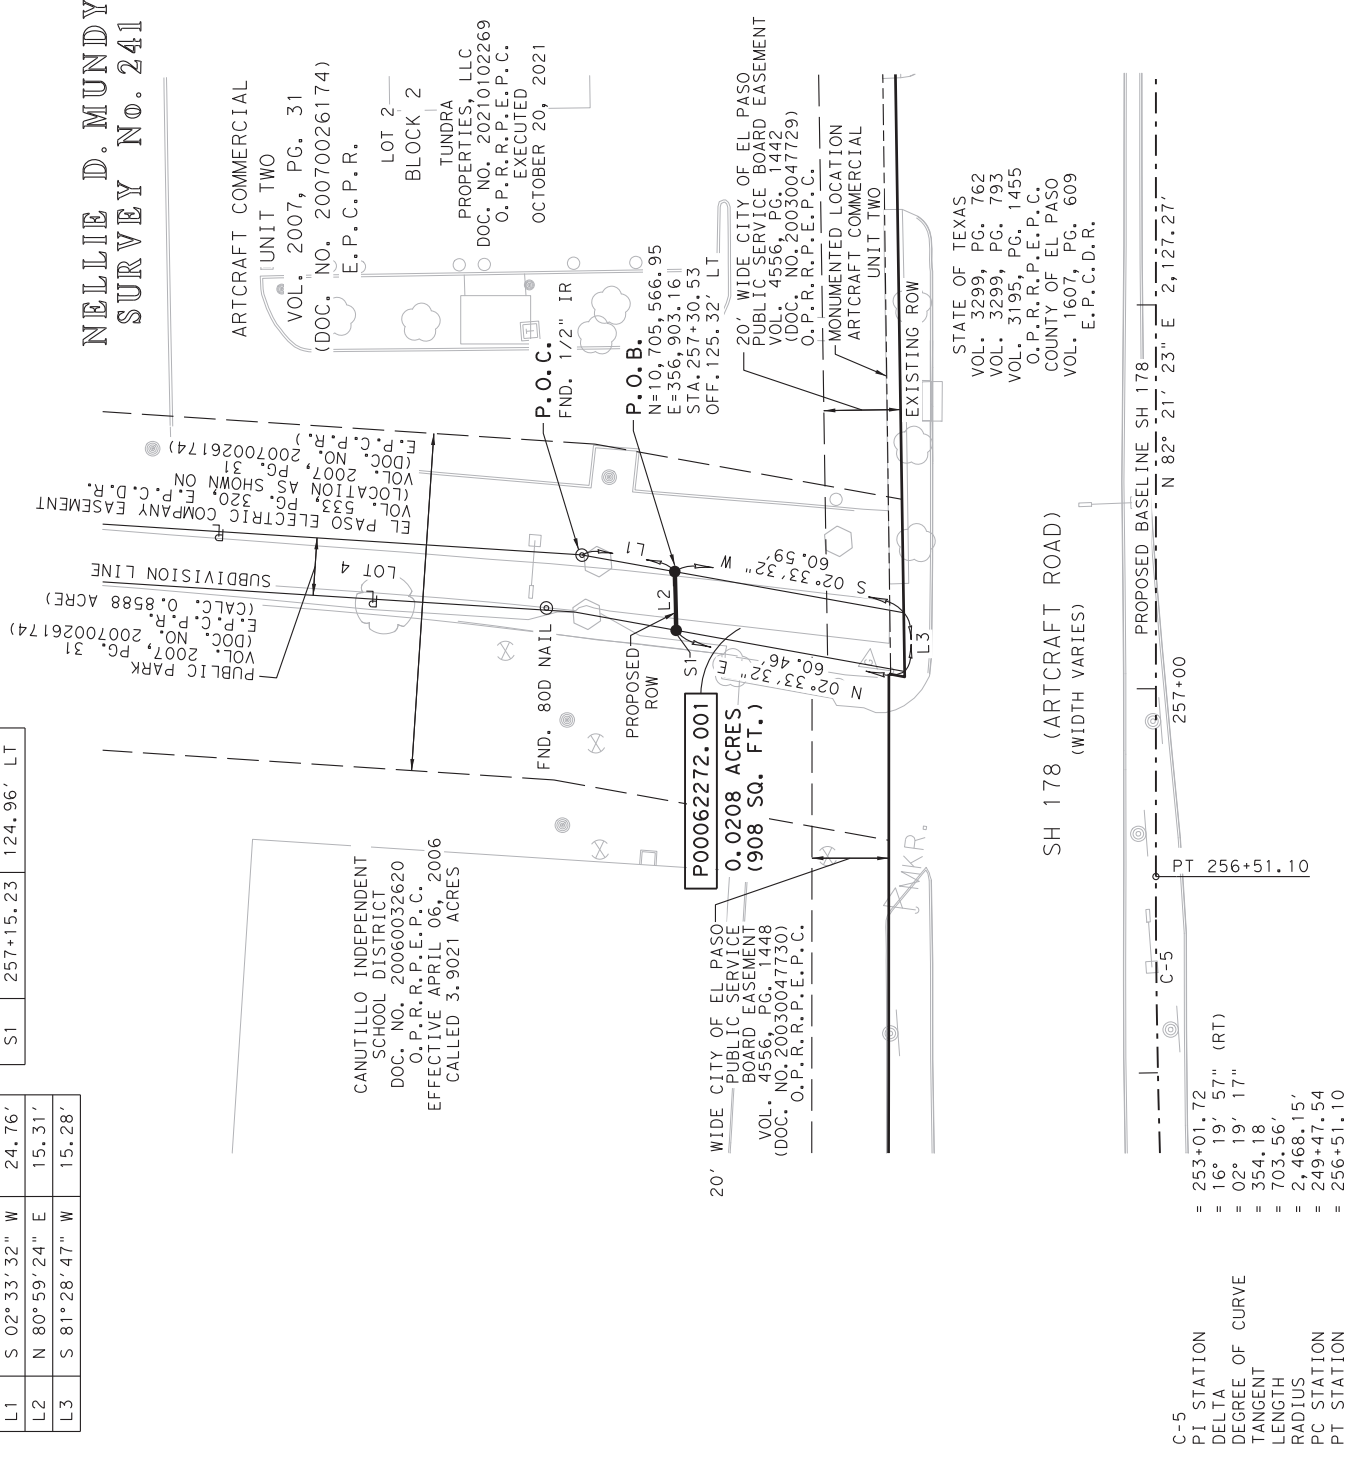 NELLIE D. MUNDY
SURVEY No. 241
ARTCRAFT COMMERCIAL
UNIT TWO
VOL. 2007, PG. 31
(DOC. NO. 20070026174)
E.P.C.P.R.
LOT 2
BLOCK 2
TUNDRA
PROPERTIES, LLC
DOC. NO. 20210102269
O.P.R.R.P.E.P.C.
EXECUTED
OCTOBER 20, 2021
P.O.C.
FND. 1/2" IR
P.O.B.
N=10,705,566.95
E=356,903.161
STA.257+30.53
OFF.125.32' LT
20' WIDE CITY OF EL PASO
PUBLIC SERVICE BOARD EASEMENT
VOL. 4556, PG. 1442
(DOC. NO.20030047729)
O.P.R.R.P.E.P.C.
MONUMENTED LOCATION
ARTCRAFT COMMERCIAL
UNIT TWO
EXISTING ROW
STATE OF TEXAS
VOL. 3299, PG. 762
VOL. 3299, PG. 793
VOL. 3195, PG. 1455
O.P.R.R.P.E.P.C.
COUNTY OF EL PASO
VOL. 1607, PG. 609
E.P.C.D.R.
EL PASO ELECTRIC COMPANY EASEMENT
VOL. 533, PG. 320, E.P.C.D.R.
(LOCATION AS SHOWN ON
VOL. 2007, PG. 31
(DOC. NO. 20070026174)
E.P.C.P.R.)
SUBDIVISION LINE
LOT 4
PUBLIC PARK
VOL. 2007, PG. 31
(DOC. NO. 20070026174)
E.P.C.P.R.
(CALC. 0.8588 ACRE)
L1
L2
S 02°33'32" W
60.59'
N 02°33'32" E
60.46'
L3
S1
FND. 80D NAIL
PROPOSED
ROW
P00062272.001
0.0208 ACRES
(908 SQ. FT.)
CANUTILLO INDEPENDENT
SCHOOL DISTRICT
DOC. NO. 20060032620
O.P.R.R.P.E.P.C.
EFFECTIVE APRIL 06, 2006
CALLED 3.9021 ACRES
20' WIDE CITY OF EL PASO
PUBLIC SERVICE
BOARD EASEMENT
VOL. 4556, PG. 1448
(DOC. NO.20030047730)
O.P.R.R.P.E.P.C.
MKR.
SH 178 (ARTCRAFT ROAD)
(WIDTH VARIES)
PROPOSED BASELINE SH 178
N 82° 21' 23" E 2,127.27'
257+00
PT 256+51.10
C-5
S1 257+15.23 124.96' LT
L1 S 02°33'32" W 24.76'
L2 N 80°59'24" E 15.31'
L3 S 81°28'47" W 15.28'
C-5
PI STATION = 253+01.72
DELTA = 16° 19' 57" (RT)
DEGREE OF CURVE = 02° 19' 17"
TANGENT = 354.18
LENGTH = 703.56'
RADIUS = 2,468.15'
PC STATION = 249+47.54
PT STATION = 256+51.10